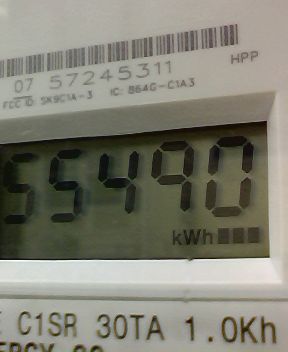 07 57245311
HPP
FCC ID: SK9C1A-3 IC: 864G-C1A3
55490
kWh
C1SR 30TA 1.0Kh